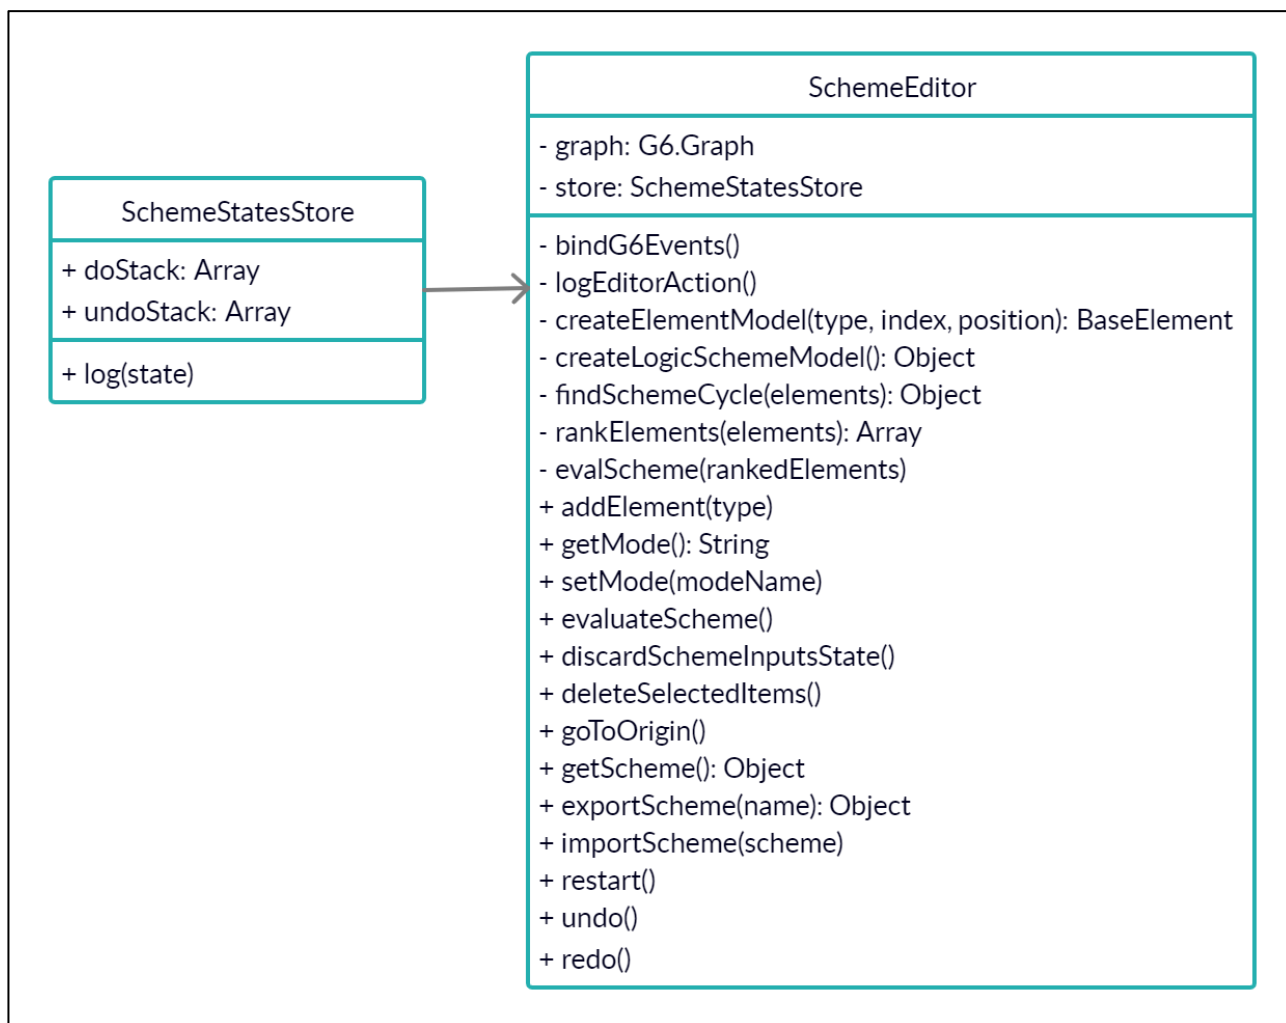 SchemeStatesStore
+ doStack: Array
+ undoStack: Array
+ log(state)
SchemeEditor
- graph: G6.Graph
- store: SchemeStatesStore
- bindG6Events()
- logEditorAction()
- createElementModel(type, index, position): BaseElement
- createLogicSchemeModel(): Object
- findSchemeCycle(elements): Object
- rankElements(elements): Array
- evalScheme(rankedElements)
+ addElement(type)
+ getMode(): String
+ setMode(modeName)
+ evaluateScheme()
+ discardSchemeInputsState()
+ deleteSelectedItems()
+ goToOrigin()
+ getScheme(): Object
+ exportScheme(name): Object
+ importScheme(scheme)
+ restart()
+ undo()
+ redo()